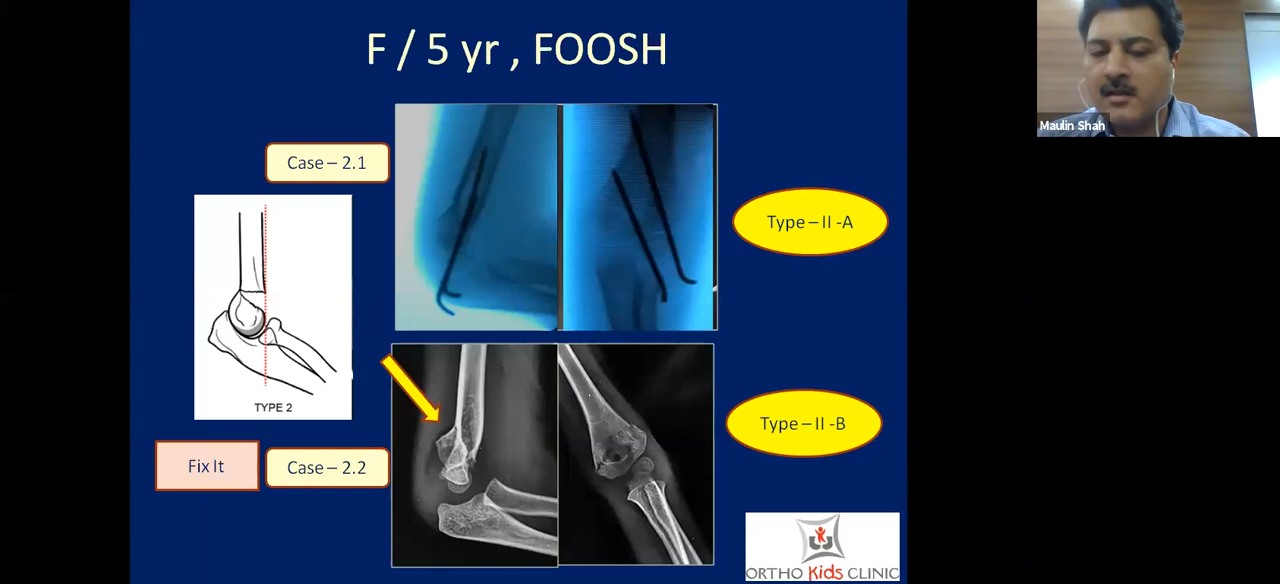 F / 5 yr , FOOSH
Maulin Shah
Case – 2.1
Type – II -A
TYPE 2
Type – II -B
Fix It
Case – 2.2
ORTHO Kids CLINIC